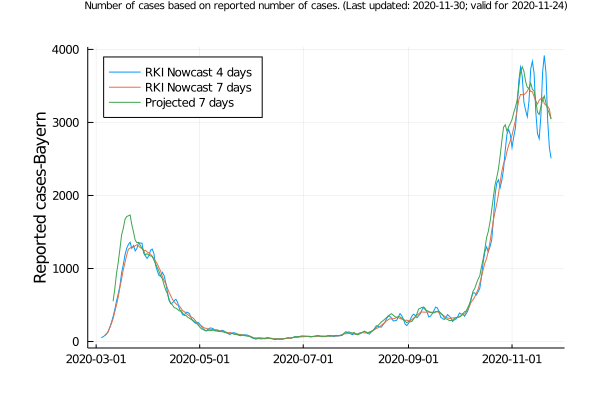 Number of cases based on reported number of cases. (Last updated: 2020-11-30; valid for 2020-11-24)
4000
RKI Nowcast 4 days
RKI Nowcast 7 days
Projected 7 days
3000
Reported cases-Bayern
2000
1000
0
2020-03-01 2020-05-01 2020-07-01 2020-09-01 2020-11-01